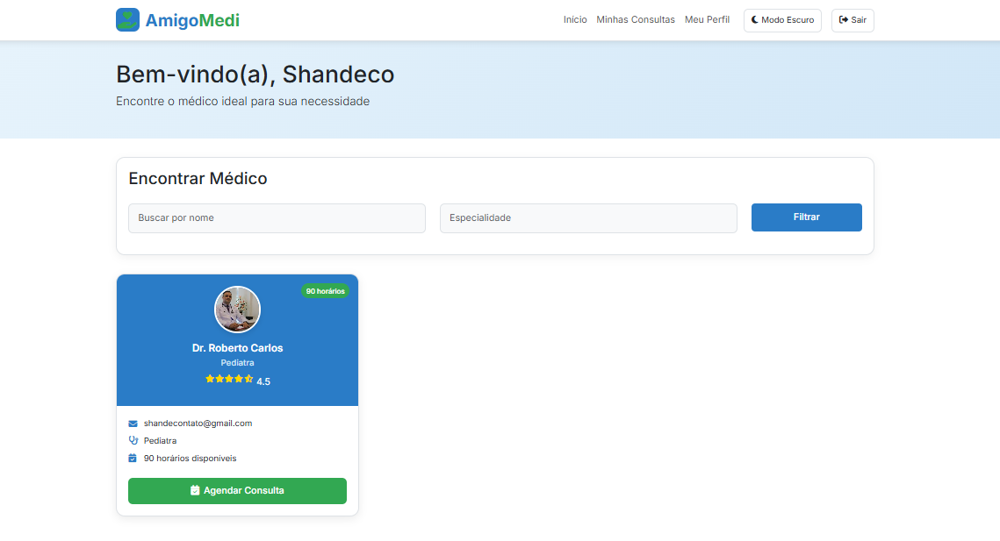 AmigoMedi
Início Minhas Consultas Meu Perfil Modo Escuro Sair
Bem-vindo(a), Shandeco
Encontre o médico ideal para sua necessidade
Encontrar Médico
Buscar por nome Especialidade Filtrar
90 horários
Dr. Roberto Carlos
Pediatra
4.5
shandecontato@gmail.com
Pediatra
90 horários disponíveis
Agendar Consulta